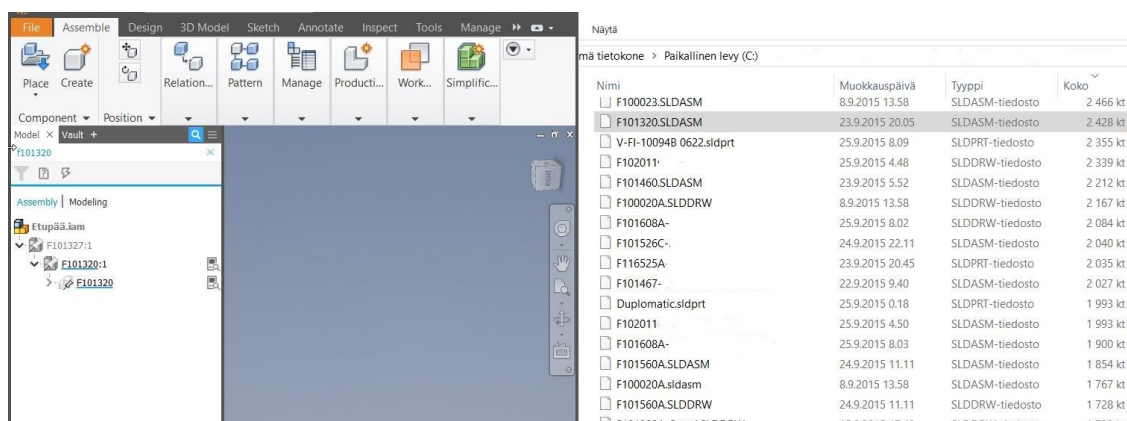 File Assemble Design 3D Model Sketch Annotate Inspect Tools Manage
Place Create Relation... Pattern Manage Producti... Work... Simplific...
Component Position
Model × Vault +
f101320
Assembly | Modeling
Etupää.iam
F101327:1
F101320:1
F101320
RIGHT
Näytä
mä tietokone > Paikallinen levy (C:)
Nimi Muokkauspäivä Tyyppi Koko
F100023.SLDASM 8.9.2015 13.58 SLDASM-tiedosto 2 466 kt
F101320.SLDASM 23.9.2015 20.05 SLDASM-tiedosto 2 428 kt
V-FI-10094B 0622.sldprt 25.9.2015 8.09 SLDPRT-tiedosto 2 355 kt
F102011 25.9.2015 4.48 SLDDRW-tiedosto 2 339 kt
F101460.SLDASM 23.9.2015 5.52 SLDASM-tiedosto 2 212 kt
F100020A.SLDDRW 8.9.2015 13.58 SLDDRW-tiedosto 2 167 kt
F101608A- 25.9.2015 8.02 SLDDRW-tiedosto 2 084 kt
F101526C- 24.9.2015 22.11 SLDASM-tiedosto 2 040 kt
F116525A 23.9.2015 20.45 SLDPRT-tiedosto 2 035 kt
F101467- 22.9.2015 9.40 SLDASM-tiedosto 2 027 kt
Duplomatic.sldprt 25.9.2015 0.18 SLDPRT-tiedosto 1 993 kt
F102011 25.9.2015 4.50 SLDASM-tiedosto 1 993 kt
F101608A- 25.9.2015 8.03 SLDASM-tiedosto 1 900 kt
F101560A.SLDASM 24.9.2015 11.11 SLDASM-tiedosto 1 854 kt
F100020A.sldasm 8.9.2015 13.58 SLDASM-tiedosto 1 767 kt
F101560A.SLDDRW 24.9.2015 11.11 SLDDRW-tiedosto 1 728 kt